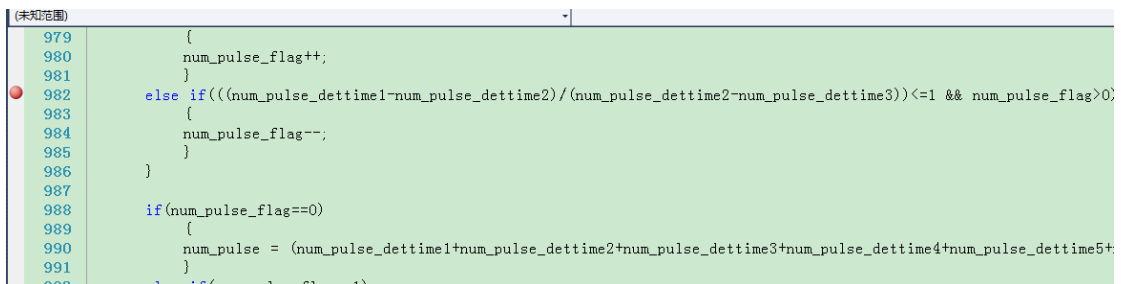 (未知范围)
979 {
980 num_pulse_flag++;
981 }
982 else if(((num_pulse_dettime1-num_pulse_dettime2)/(num_pulse_dettime2-num_pulse_dettime3))<=1 && num_pulse_flag>0)
983 {
984 num_pulse_flag--;
985 }
986 }
987
988 if(num_pulse_flag==0)
989 {
990 num_pulse = (num_pulse_dettime1+num_pulse_dettime2+num_pulse_dettime3+num_pulse_dettime4+num_pulse_dettime5+
991 }